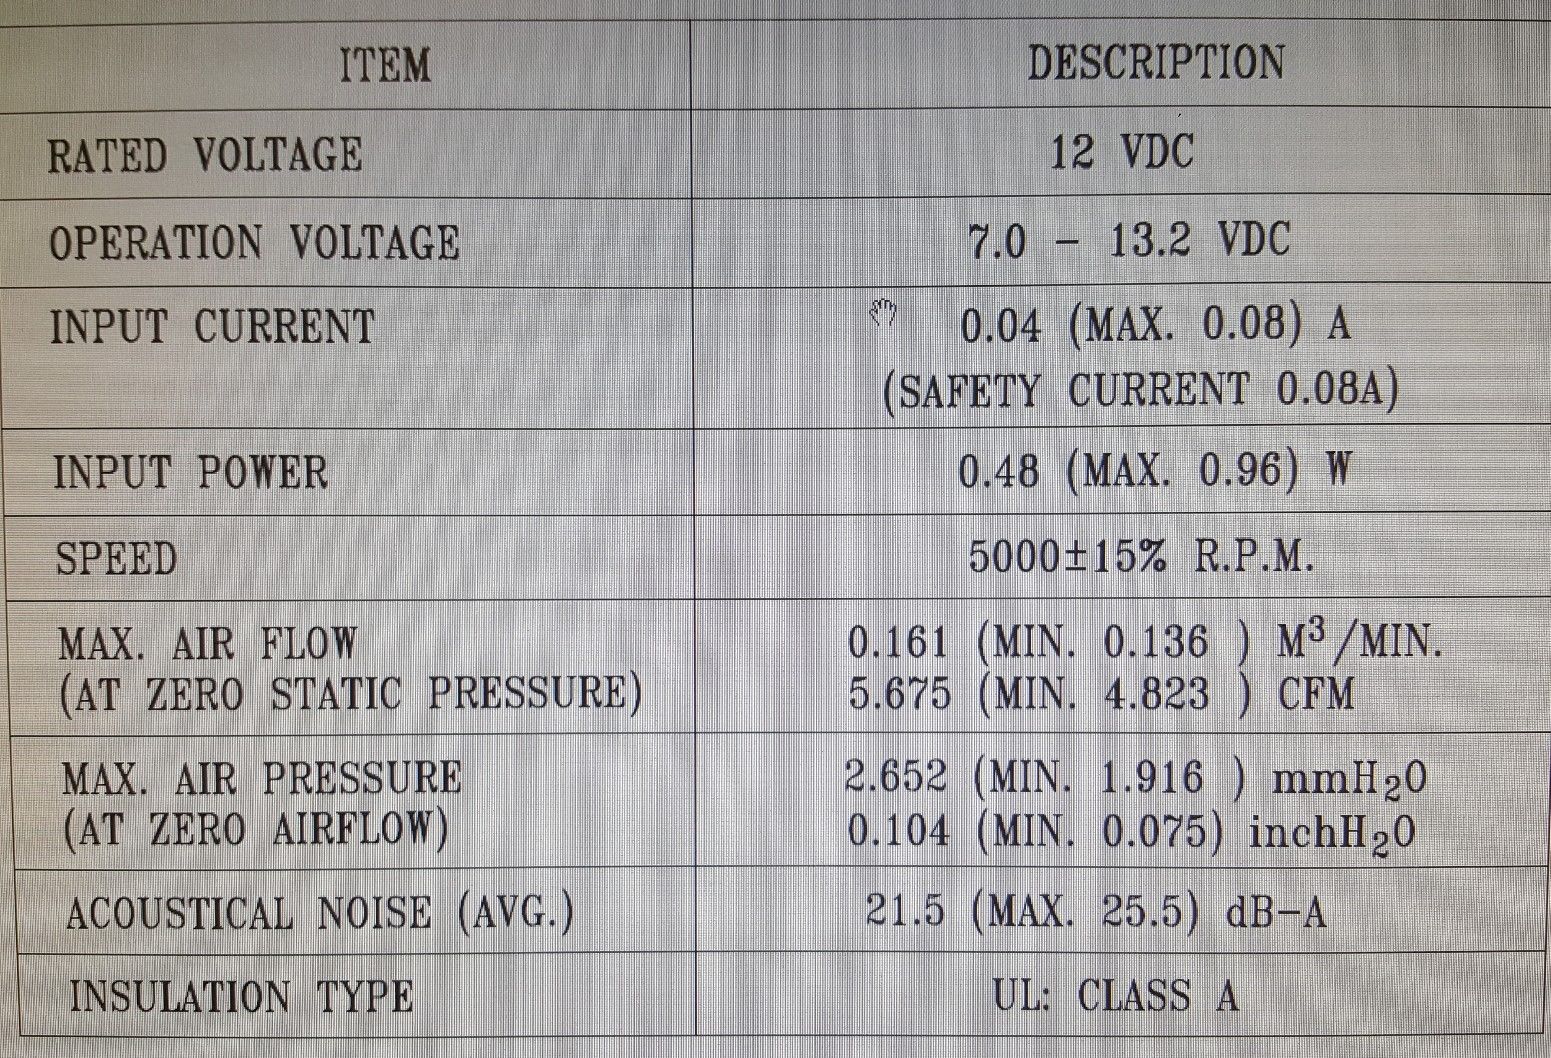 ITEM DESCRIPTION
RATED VOLTAGE 12 VDC
OPERATION VOLTAGE 7.0 - 13.2 VDC
INPUT CURRENT 0.04 (MAX. 0.08) A
(SAFETY CURRENT 0.08A)
INPUT POWER 0.48 (MAX. 0.96) W
SPEED 5000±15% R.P.M.
MAX. AIR FLOW 0.161 (MIN. 0.136 ) M³/MIN.
(AT ZERO STATIC PRESSURE) 5.675 (MIN. 4.823 ) CFM
MAX. AIR PRESSURE 2.652 (MIN. 1.916 ) mmH₂O
(AT ZERO AIRFLOW) 0.104 (MIN. 0.075) inchH₂O
ACOUSTICAL NOISE (AVG.) 21.5 (MAX. 25.5) dB-A
INSULATION TYPE UL: CLASS A